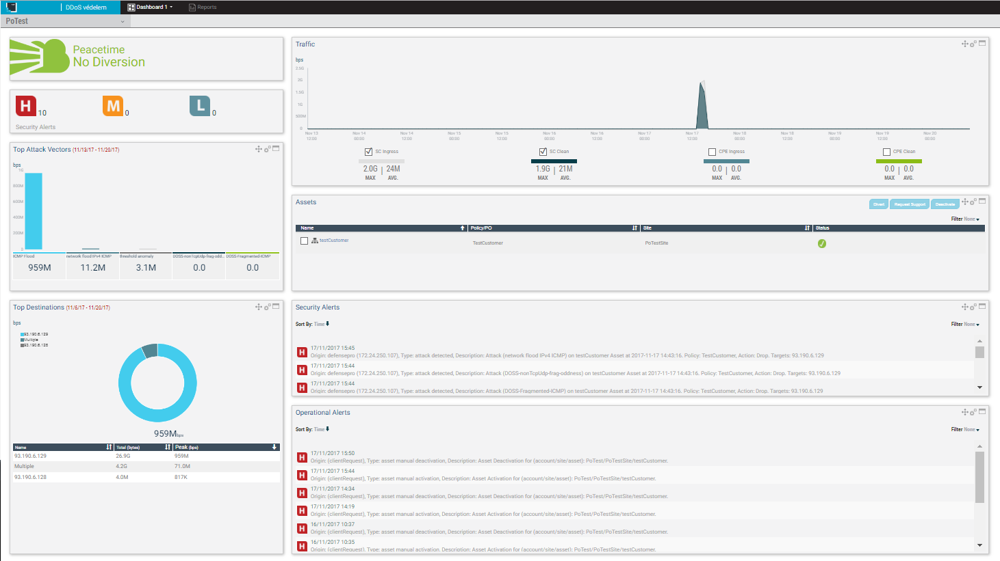 DDoS védelem
Dashboard 1
Reports
PoTest
Peacetime
No Diversion
H 10
M 0
L 0
Security Alerts
Top Attack Vectors (11/13/17 - 11/20/17)
bps
1G
800M
600M
400M
200M
0
ICMP Flood
network flood IPv4 ICMP
threshold anomaly
DOSS-nonTcpUdp-frag-odd...
DOSS-Fragmented-ICMP
959M
11.2M
3.1M
0.0
0.0
Top Destinations (11/6/17 - 11/20/17)
bps
93.190.6.129
Multiple
93.190.6.128
959Mbps
Name Total (bytes) Peak (bps)
93.190.6.129 26.9G 959M
Multiple 4.2G 71.0M
93.190.6.128 4.0M 817K
Traffic
bps
2.5G
2G
1.5G
1G
500M
0
Nov 13 Nov 14 Nov 14 Nov 15 Nov 15 Nov 16 Nov 16 Nov 17 Nov 17 Nov 18 Nov 18 Nov 19 Nov 19 Nov 20
12:00 00:00 12:00 00:00 12:00 00:00 12:00 00:00 12:00 00:00 12:00 00:00 12:00 00:00
SC Ingress
2.0G | 24M
MAX AVG.
SC Clean
1.9G | 21M
MAX AVG.
CPE Ingress
0.0 | 0.0
MAX AVG.
CPE Clean
0.0 | 0.0
MAX AVG.
Assets
Divert
Request Support
Deactivate
Filter None
Name Policy/PO Site Status
testCustomer TestCustomer PoTestSite
Security Alerts
Sort By: Time
Filter None
H 17/11/2017 15:45
Origin: defensepro (172.24.250.107), Type: attack detected, Description: Attack (network flood IPv4 ICMP) on testCustomer Asset at 2017-11-17 14:43:16. Policy: TestCustomer, Action: Drop. Targets: 93.190.6.129
H 17/11/2017 15:44
Origin: defensepro (172.24.250.107), Type: attack detected, Description: Attack (DOSS-nonTcpUdp-frag-oddness) on testCustomer Asset at 2017-11-17 14:43:16. Policy: TestCustomer, Action: Drop. Targets: 93.190.6.129
H 17/11/2017 15:44
Origin: defensepro (172.24.250.107), Type: attack detected, Description: Attack (DOSS-Fragmented-ICMP) on testCustomer Asset at 2017-11-17 14:43:16. Policy: TestCustomer, Action: Drop. Targets: 93.190.6.129
Operational Alerts
Sort By: Time
Filter None
H 17/11/2017 15:50
Origin: (clientRequest), Type: asset manual deactivation, Description: Asset Deactivation for (account/site/asset): PoTest/PoTestSite/testCustomer.
H 17/11/2017 15:44
Origin: (clientRequest), Type: asset manual activation, Description: Asset Activation for (account/site/asset): PoTest/PoTestSite/testCustomer.
H 17/11/2017 14:34
Origin: (clientRequest), Type: asset manual deactivation, Description: Asset Deactivation for (account/site/asset): PoTest/PoTestSite/testCustomer.
H 17/11/2017 14:19
Origin: (clientRequest), Type: asset manual activation, Description: Asset Activation for (account/site/asset): PoTest/PoTestSite/testCustomer.
H 16/11/2017 10:37
Origin: (clientRequest), Type: asset manual deactivation, Description: Asset Deactivation for (account/site/asset): PoTest/PoTestSite/testCustomer.
H 16/11/2017 10:35
Origin: (clientRequest), Type: asset manual activation, Description: Asset Activation for (account/site/asset): PoTest/PoTestSite/testCustomer.